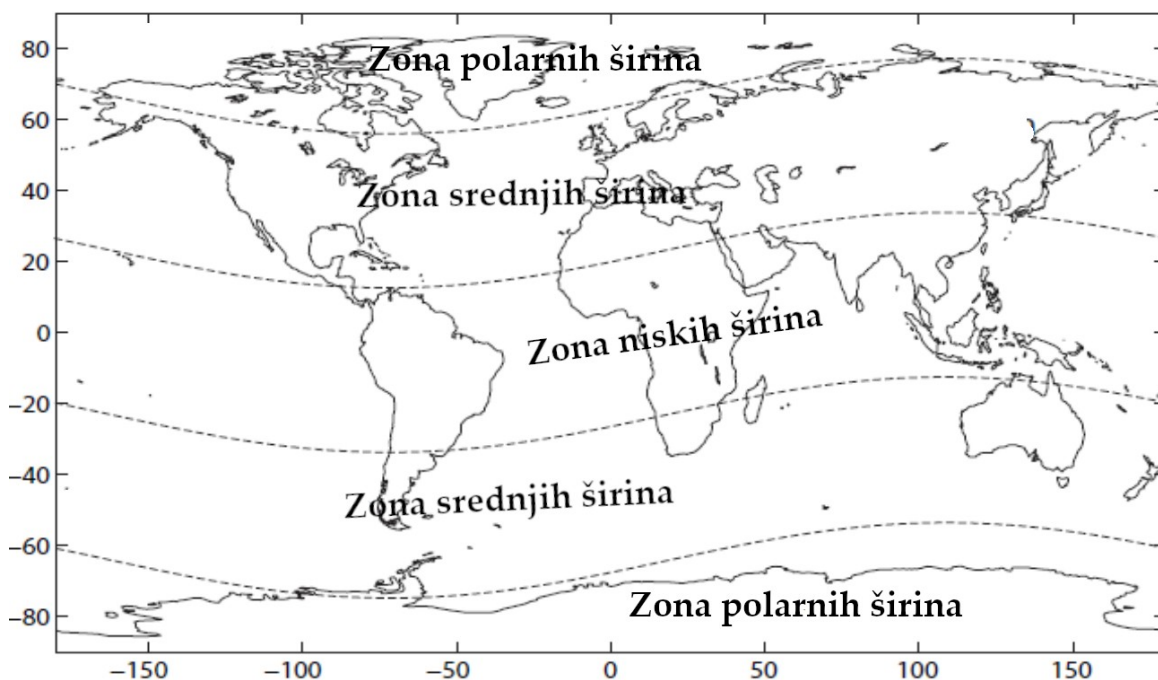 80
Zona polarnih širina
60
40
Zona srednjih širina
20
0
Zona niskih širina
−20
−40
Zona srednjih širina
−60
Zona polarnih širina
−80
−150 −100 −50 0 50 100 150